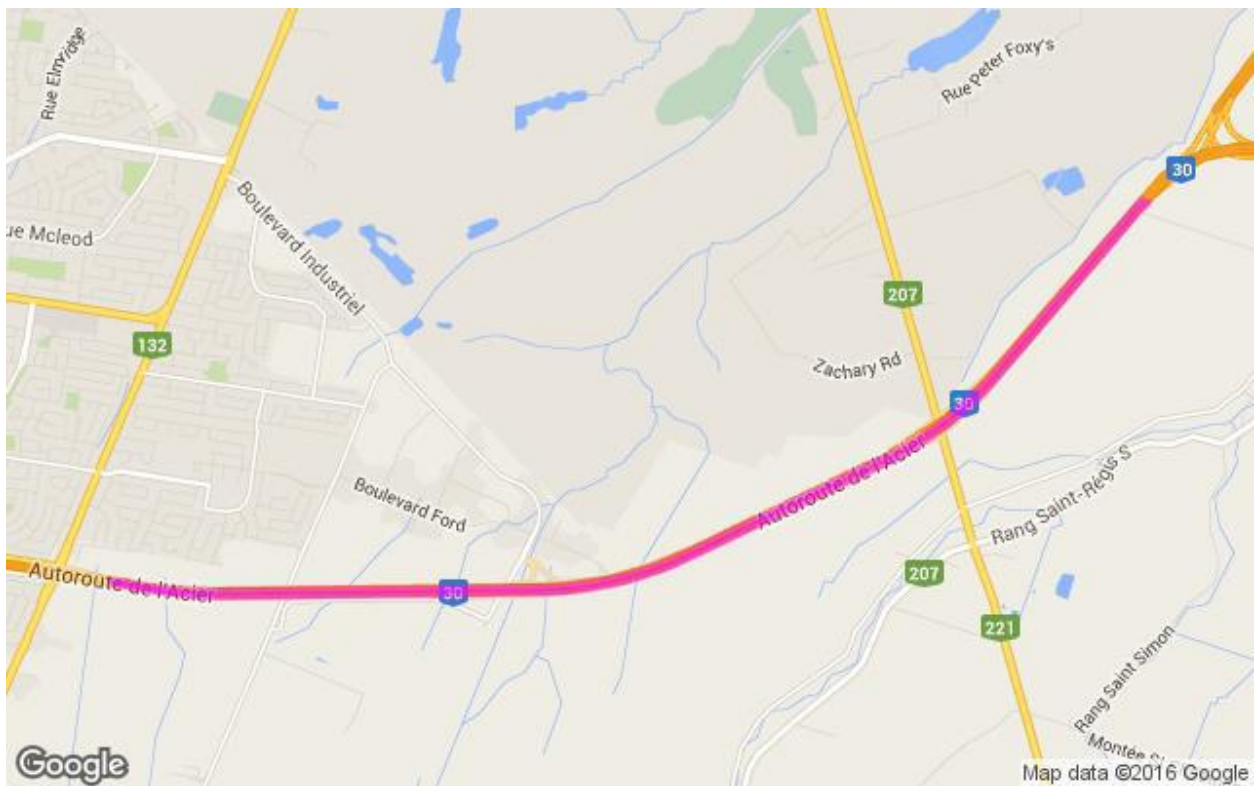 Rue Elmridge
Rue Peter Foxy's
30
Boulevard Industriel
ue Mcleod
207
132
Zachary Rd
30
Autoroute de l'Acier
Boulevard Ford
Rang Saint-Régis S
207
Autoroute de l'Acier
30
221
Rang Saint Simon
Montée S
Google
Map data ©2016 Google